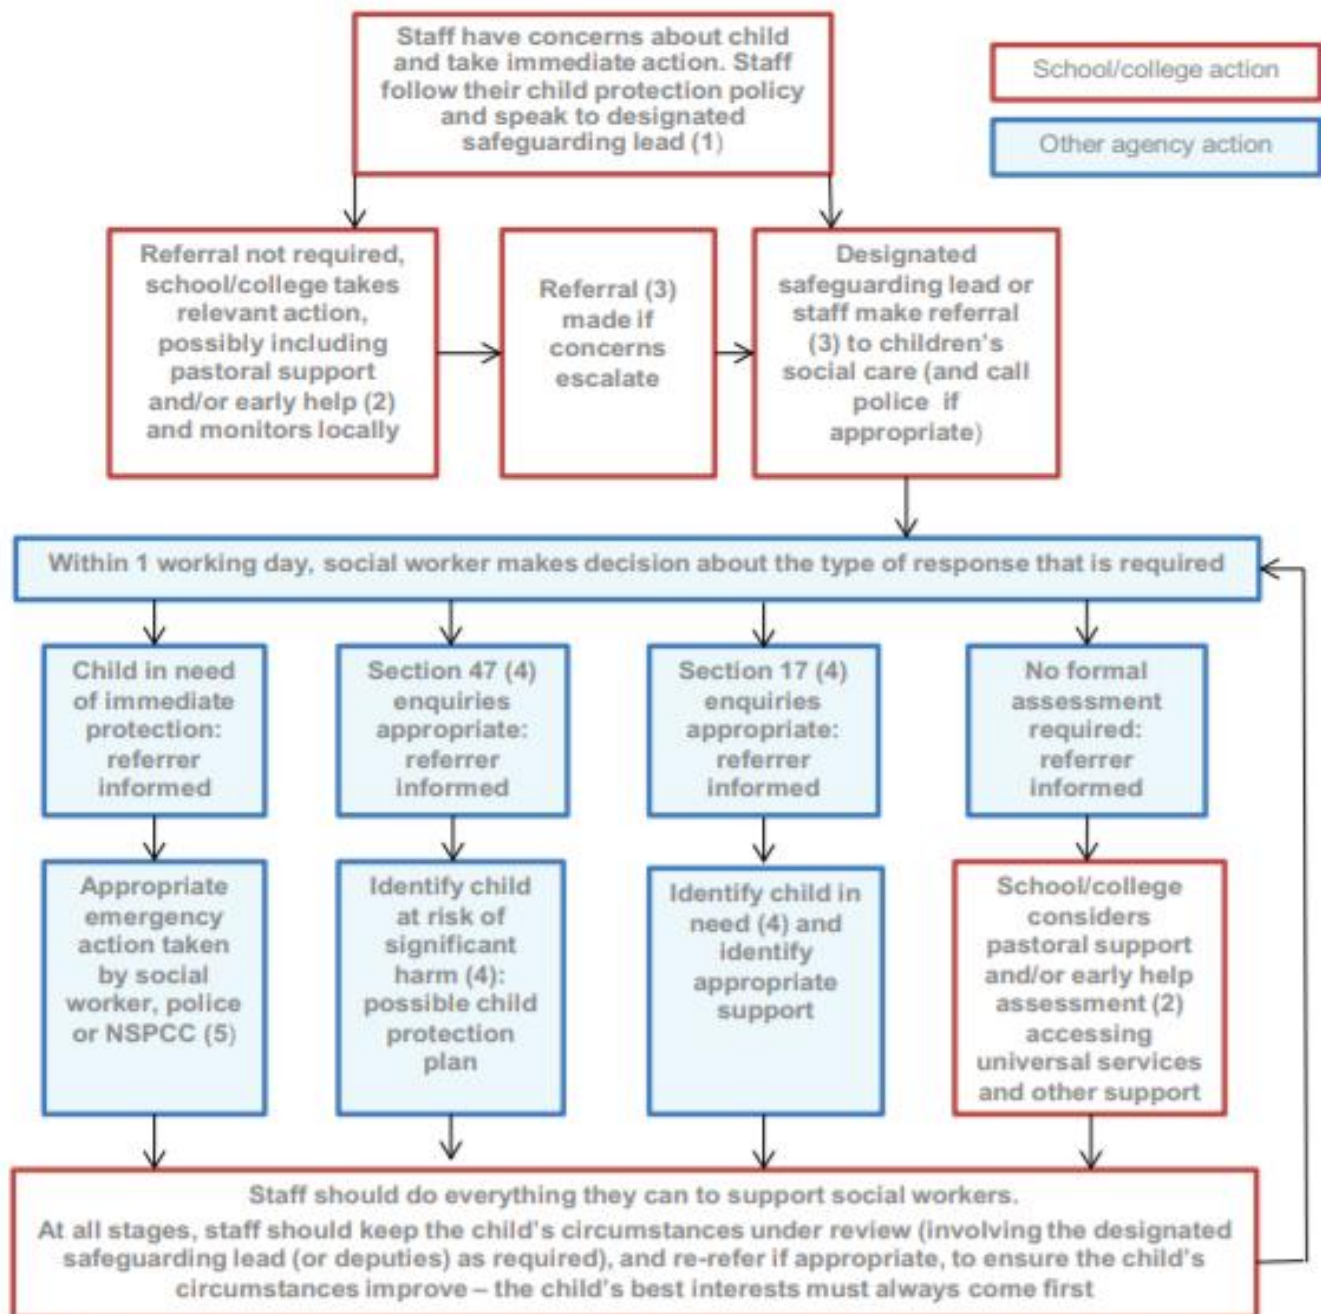 Staff have concerns about child
and take immediate action. Staff
follow their child protection policy
and speak to designated
safeguarding lead (1)
School/college action
Other agency action
Referral not required,
school/college takes
relevant action,
possibly including
pastoral support
and/or early help (2)
and monitors locally
Referral (3)
made if
concerns
escalate
Designated
safeguarding lead or
staff make referral
(3) to children's
social care (and call
police if
appropriate)
Within 1 working day, social worker makes decision about the type of response that is required
Child in need
of immediate
protection:
referrer
informed
Section 47 (4)
enquiries
appropriate:
referrer
informed
Section 17 (4)
enquiries
appropriate:
referrer
informed
No formal
assessment
required:
referrer
informed
Appropriate
emergency
action taken
by social
worker, police
or NSPCC (5)
Identify child
at risk of
significant
harm (4):
possible child
protection
plan
Identify child in
need (4) and
identify
appropriate
support
School/college
considers
pastoral support
and/or early help
assessment (2)
accessing
universal services
and other support
Staff should do everything they can to support social workers.
At all stages, staff should keep the child's circumstances under review (involving the designated
safeguarding lead (or deputies) as required), and re-refer if appropriate, to ensure the child's
circumstances improve – the child's best interests must always come first